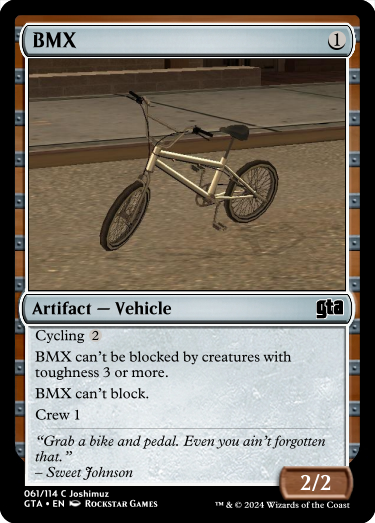 BMX 1
Artifact — Vehicle gta
Cycling 2
BMX can't be blocked by creatures with
toughness 3 or more.
BMX can't block.
Crew 1
“Grab a bike and pedal. Even you ain't forgotten
that.”
– Sweet Johnson
2/2
061/114 C Joshimuz
GTA • EN Rockstar Games
™ & © 2024 Wizards of the Coast